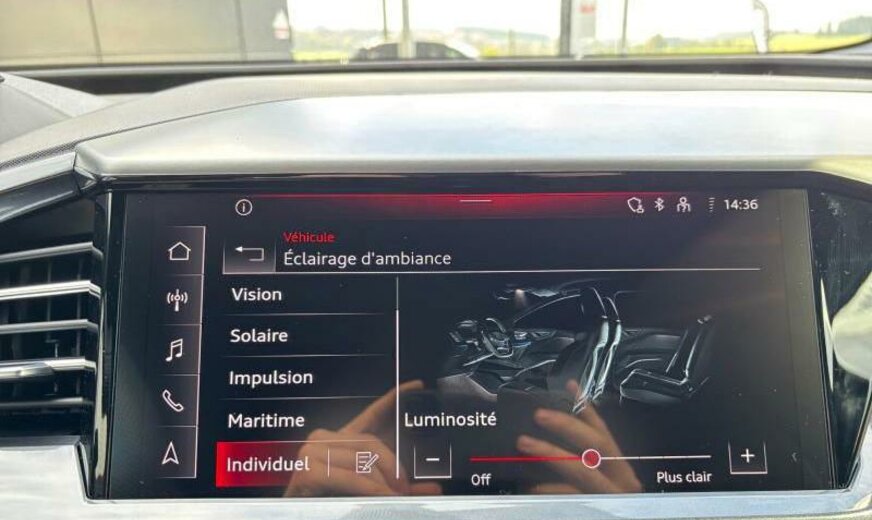 14:36
Véhicule
Éclairage d'ambiance
Vision
Solaire
Impulsion
Maritime
Luminosité
Individuel
− +
Off
Plus clair